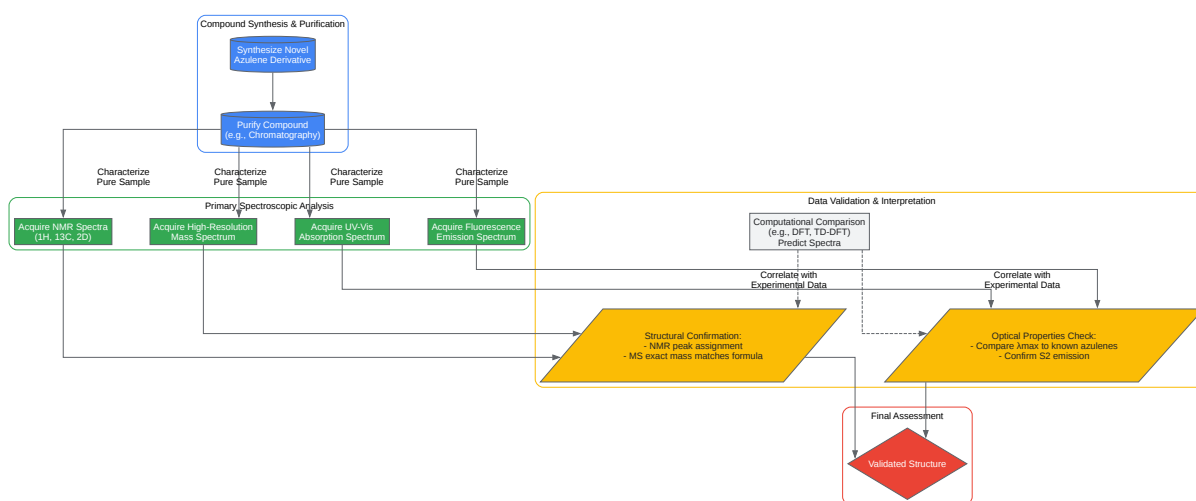 Compound Synthesis & Purification
Synthesize Novel
Azulene Derivative
Purify Compound
(e.g., Chromatography)
Characterize
Pure Sample
Characterize
Pure Sample
Characterize
Pure Sample
Characterize
Pure Sample
Primary Spectroscopic Analysis
Acquire NMR Spectra
(1H, 13C, 2D)
Acquire High-Resolution
Mass Spectrum
Acquire UV-Vis
Absorption Spectrum
Acquire Fluorescence
Emission Spectrum
Data Validation & Interpretation
Computational Comparison
(e.g., DFT, TD-DFT)
Predict Spectra
Correlate with
Experimental Data
Correlate with
Experimental Data
Structural Confirmation:
- NMR peak assignment
- MS exact mass matches formula
Optical Properties Check:
- Compare λmax to known azulenes
- Confirm S2 emission
Final Assessment
Validated Structure